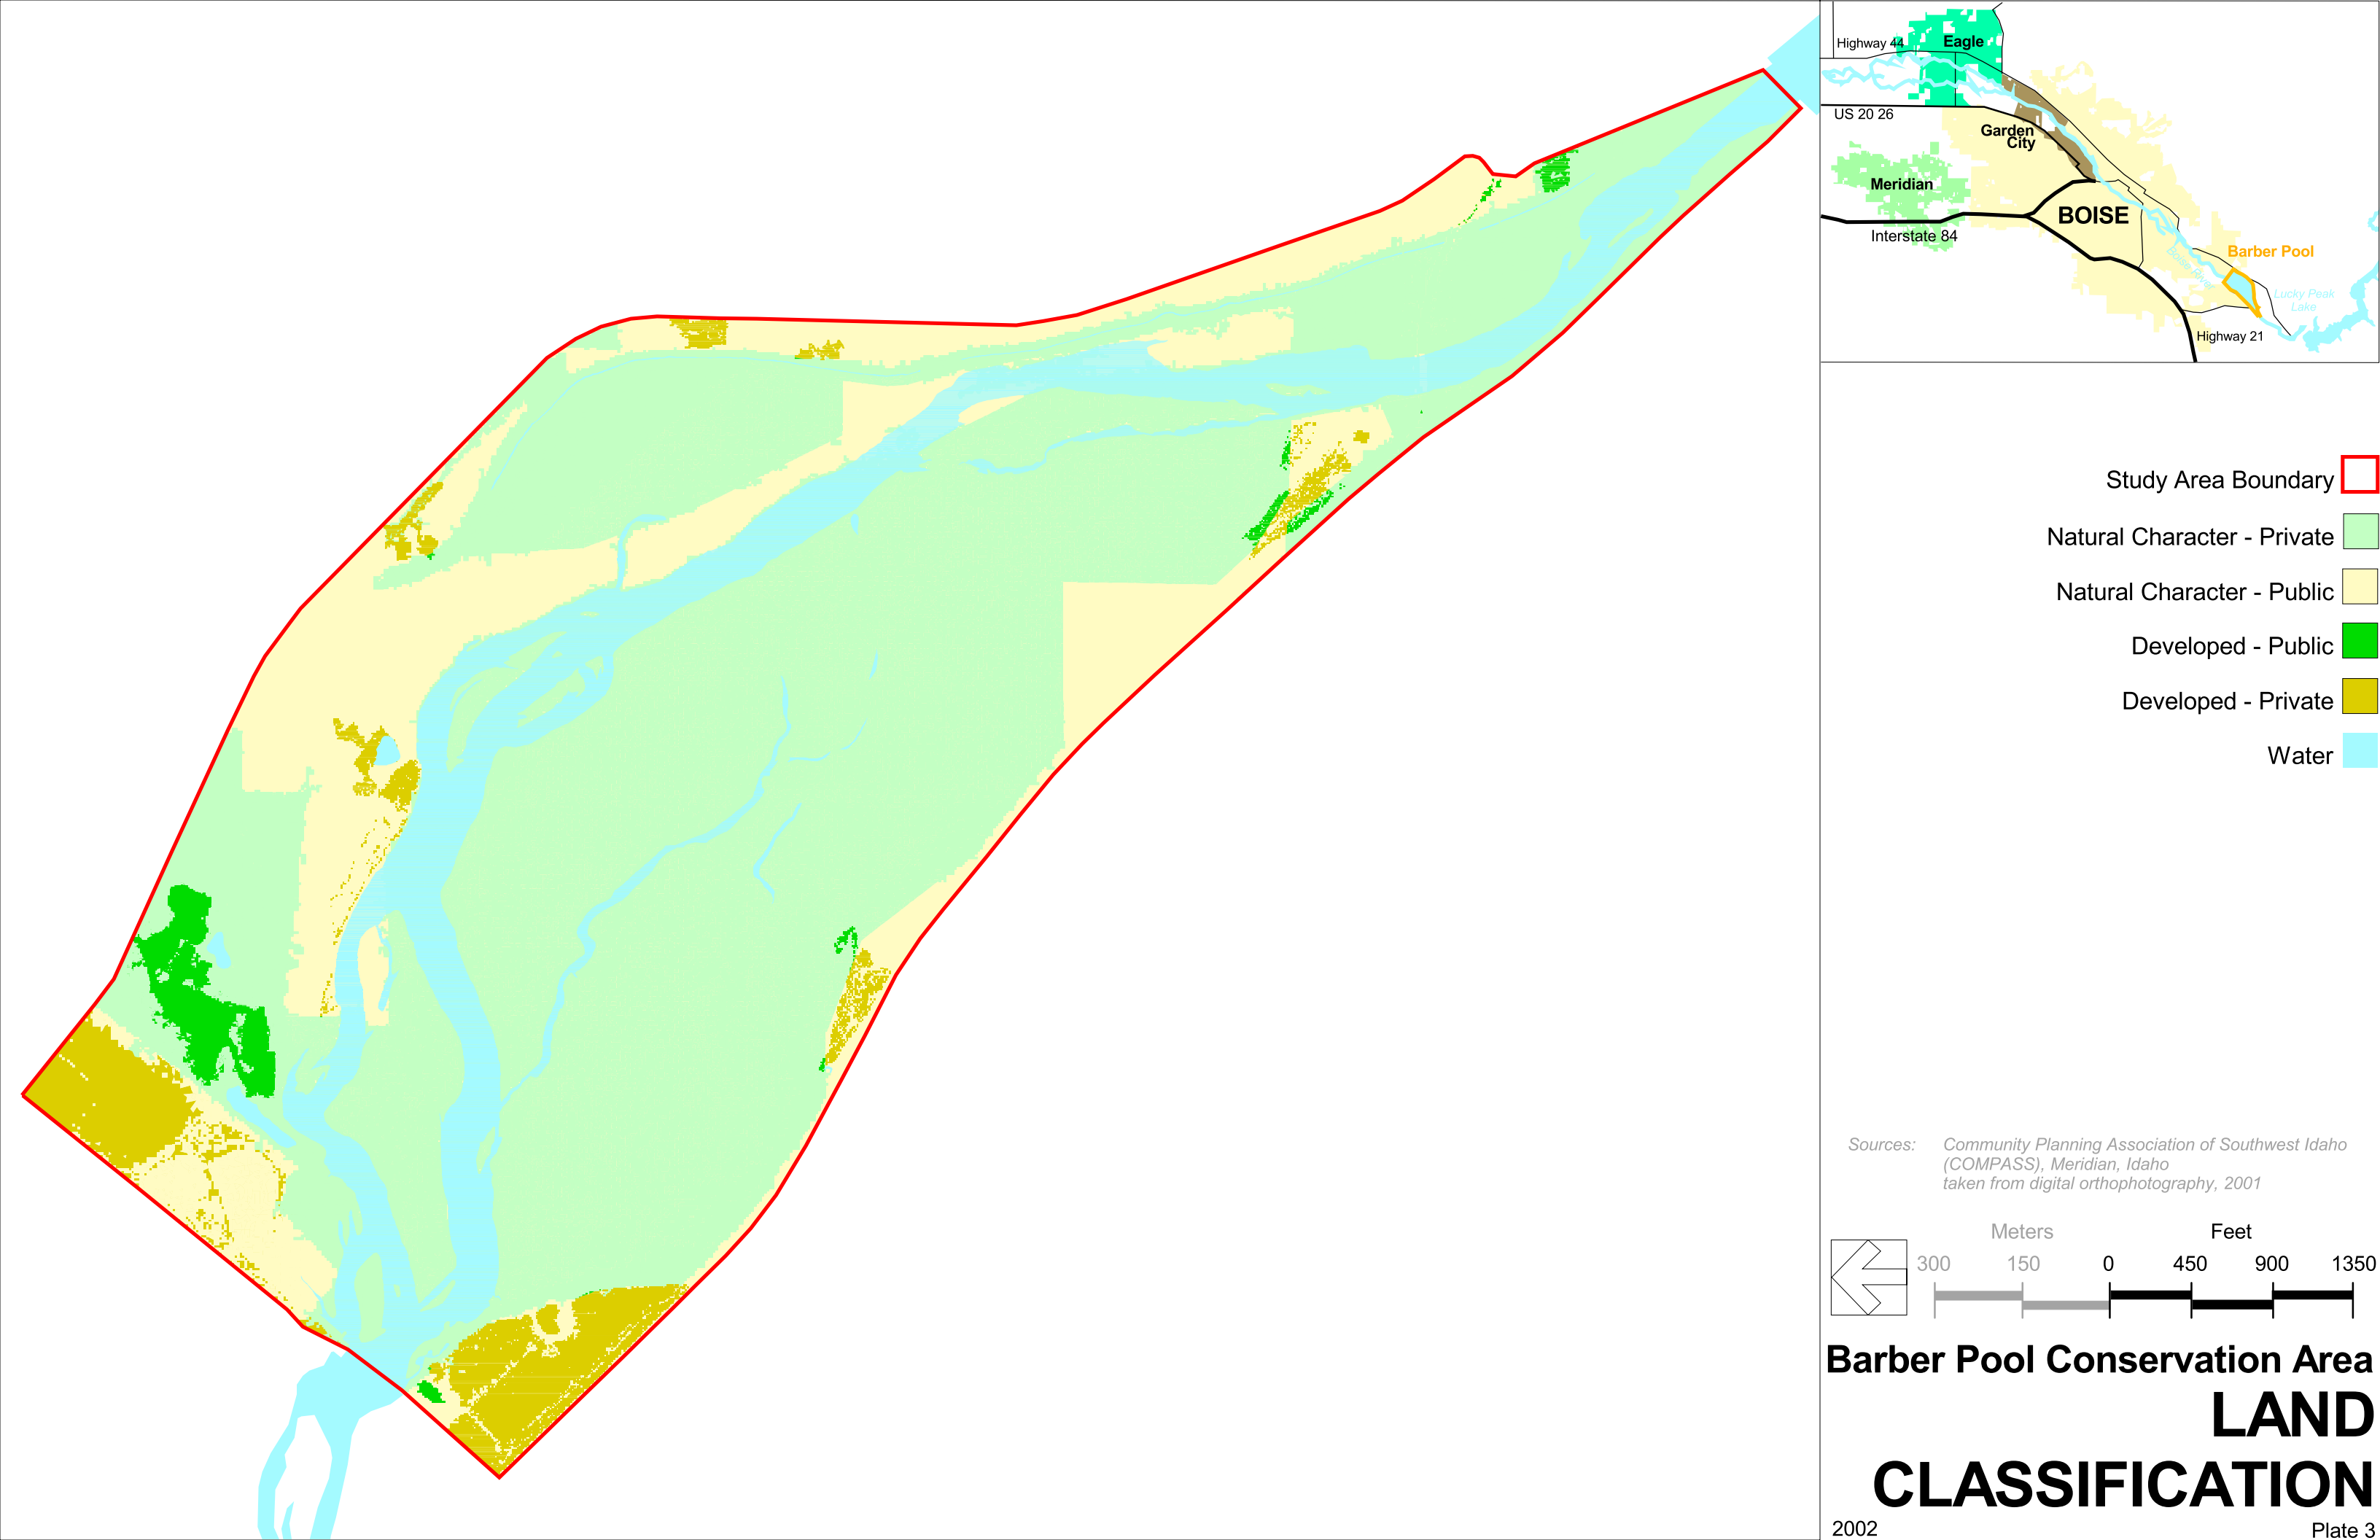 Highway 44
Eagle
US 20 26
Garden
City
Meridian
BOISE
Interstate 84
Boise River
Barber Pool
Lucky Peak
Lake
Highway 21
Study Area Boundary
Natural Character - Private
Natural Character - Public
Developed - Public
Developed - Private
Water
Sources: Community Planning Association of Southwest Idaho
(COMPASS), Meridian, Idaho
taken from digital orthophotography, 2001
Meters Feet
300 150 0 450 900 1350
Barber Pool Conservation Area
LAND
CLASSIFICATION
2002 Plate 3